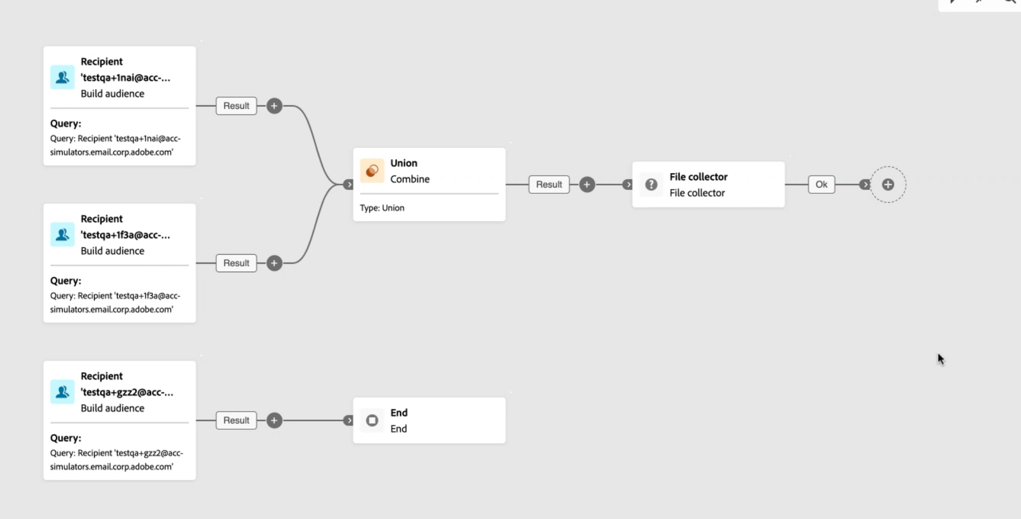 Recipient
'testqa+1nai@acc-...
Build audience
Query:
Query: Recipient 'testqa+1nai@acc-
simulators.email.corp.adobe.com'
Result
Recipient
'testqa+1f3a@acc-...
Build audience
Query:
Query: Recipient 'testqa+1f3a@acc-
simulators.email.corp.adobe.com'
Result
Union
Combine
Type: Union
Result
File collector
File collector
Ok
Recipient
'testqa+gzz2@acc-...
Build audience
Query:
Query: Recipient 'testqa+gzz2@acc-
simulators.email.corp.adobe.com'
Result
End
End